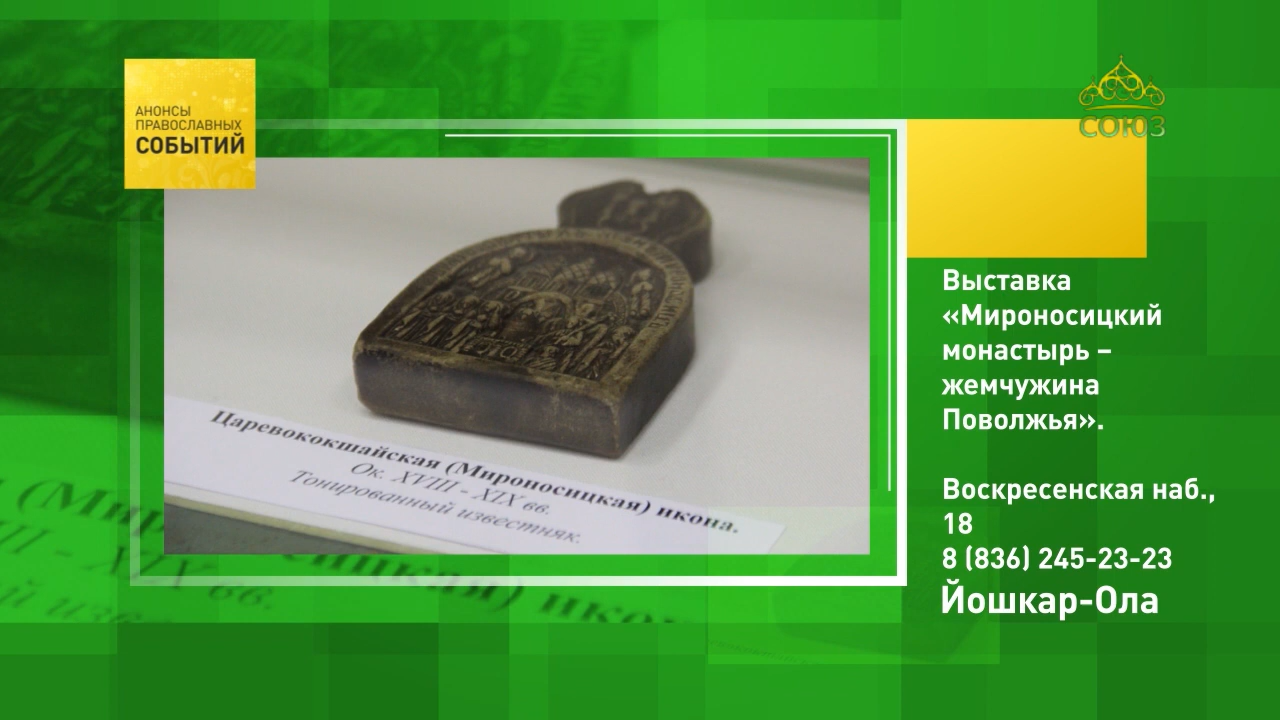 АНОНСЫ
ПРАВОСЛАВНЫХ
СОБЫТИЙ
СОЮЗ
Царевококшайская (Мироносицкая) икона.
Ок. XVIII - XIX вв.
Тонированный известняк.
Выставка
«Мироносицкий
монастырь –
жемчужина
Поволжья».
Воскресенская наб.,
18
8 (836) 245-23-23
Йошкар-Ола